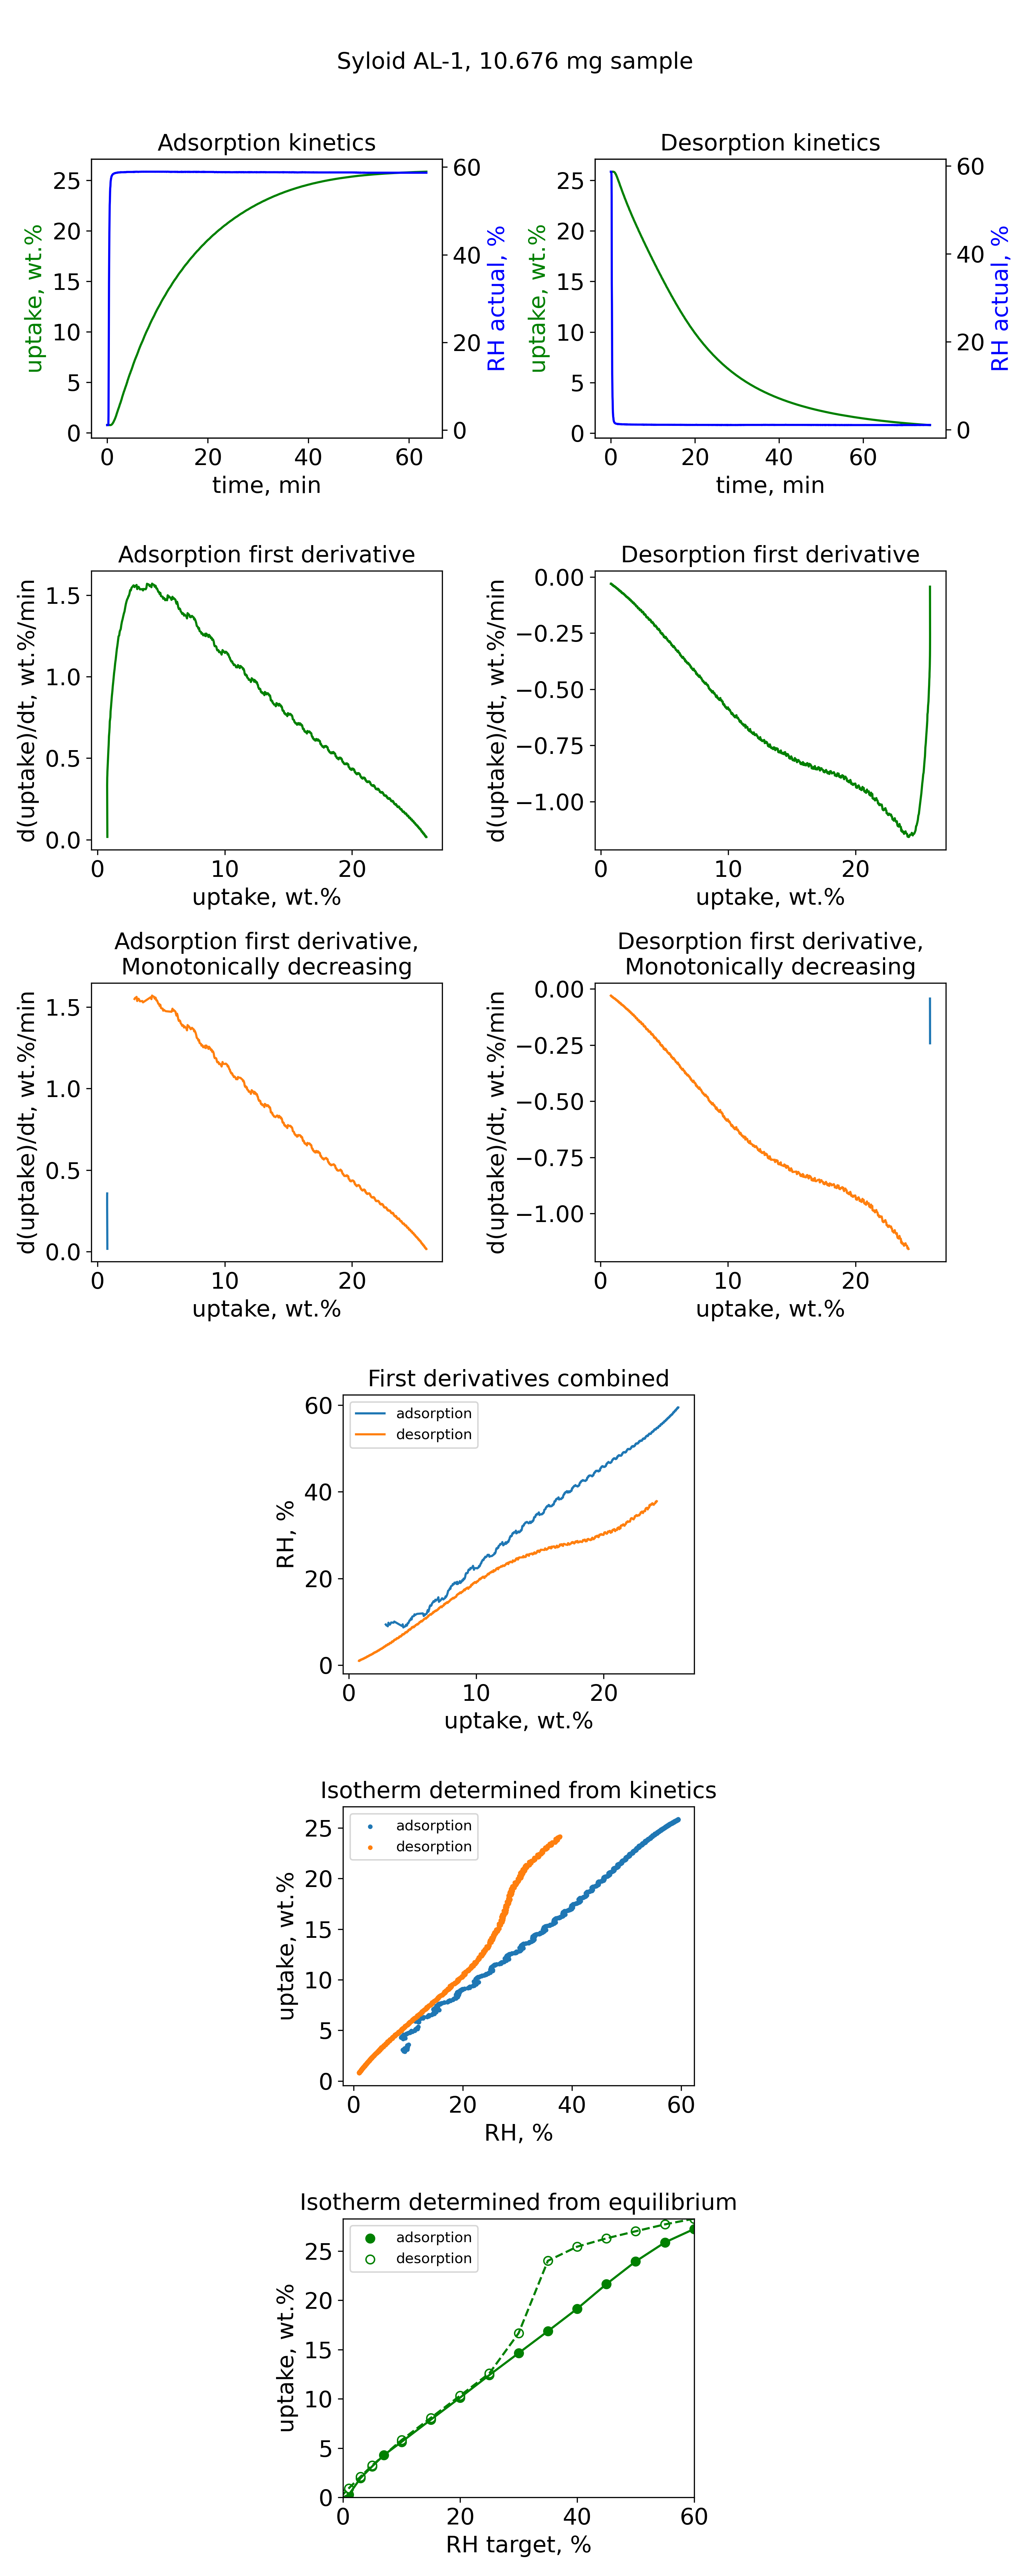 Syloid AL-1, 10.676 mg sample
Adsorption kinetics
uptake, wt.%
25
20
15
10
5
0
60
40
20
0
RH actual, %
0 20 40 60
time, min
Desorption kinetics
uptake, wt.%
25
20
15
10
5
0
60
40
20
0
RH actual, %
0 20 40 60
time, min
Adsorption first derivative
d(uptake)/dt, wt.%/min
1.5
1.0
0.5
0.0
0 10 20
uptake, wt.%
Desorption first derivative
d(uptake)/dt, wt.%/min
0.00
−0.25
−0.50
−0.75
−1.00
0 10 20
uptake, wt.%
Adsorption first derivative,
Monotonically decreasing
d(uptake)/dt, wt.%/min
1.5
1.0
0.5
0.0
0 10 20
uptake, wt.%
Desorption first derivative,
Monotonically decreasing
d(uptake)/dt, wt.%/min
0.00
−0.25
−0.50
−0.75
−1.00
0 10 20
uptake, wt.%
First derivatives combined
adsorption
desorption
RH, %
60
40
20
0
0 10 20
uptake, wt.%
Isotherm determined from kinetics
adsorption
desorption
uptake, wt.%
25
20
15
10
5
0
0 20 40 60
RH, %
Isotherm determined from equilibrium
adsorption
desorption
uptake, wt.%
25
20
15
10
5
0
0 20 40 60
RH target, %